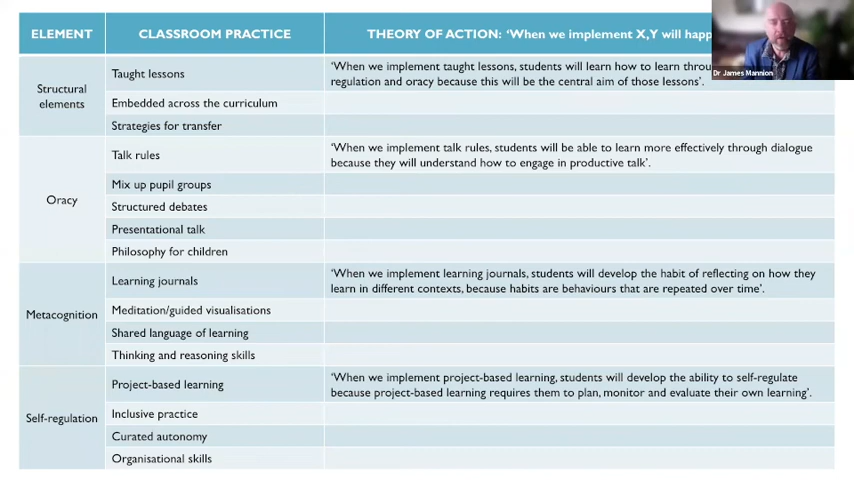 ELEMENT
CLASSROOM PRACTICE
THEORY OF ACTION: ‘When we implement X,Y will
Dr James Mannion
Structural
elements
Taught lessons
‘When we implement taught lessons, students will learn how to learn
regulation and oracy because this will be the central aim of those lessons’.
Embedded across the curriculum
Strategies for transfer
Oracy
Talk rules
‘When we implement talk rules, students will be able to learn more effectively through dialogue
because they will understand how to engage in productive talk’.
Mix up pupil groups
Structured debates
Presentational talk
Philosophy for children
Metacognition
Learning journals
‘When we implement learning journals, students will develop the habit of reflecting on how they
learn in different contexts, because habits are behaviours that are repeated over time’.
Meditation/guided visualisations
Shared language of learning
Thinking and reasoning skills
Self-regulation
Project-based learning
‘When we implement project-based learning, students will develop the ability to self-regulate
because project-based learning requires them to plan, monitor and evaluate their own learning’.
Inclusive practice
Curated autonomy
Organisational skills